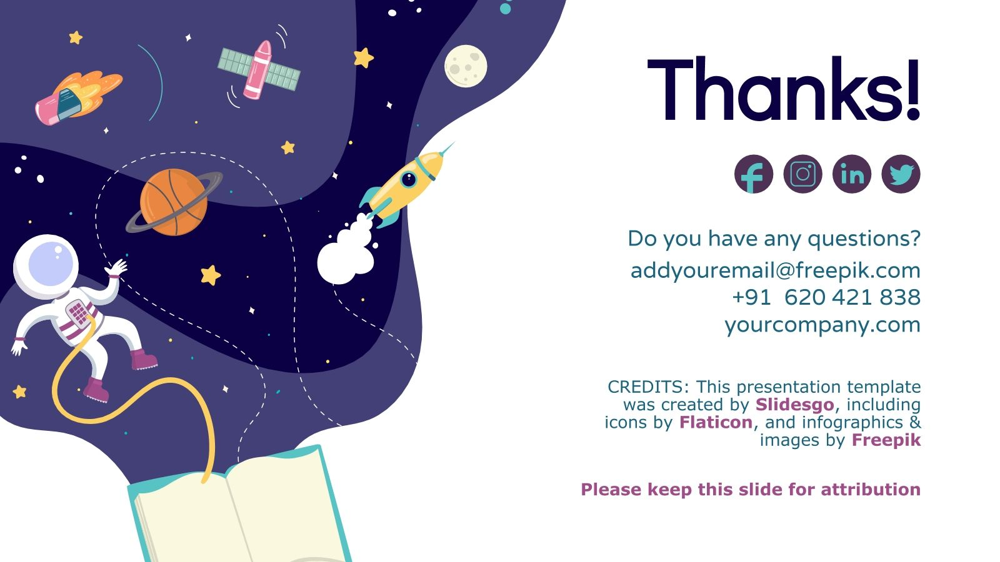 Thanks!
Do you have any questions?
addyouremail@freepik.com
+91  620 421 838
yourcompany.com
CREDITS: This presentation template
was created by Slidesgo, including
icons by Flaticon, and infographics &
images by Freepik
Please keep this slide for attribution